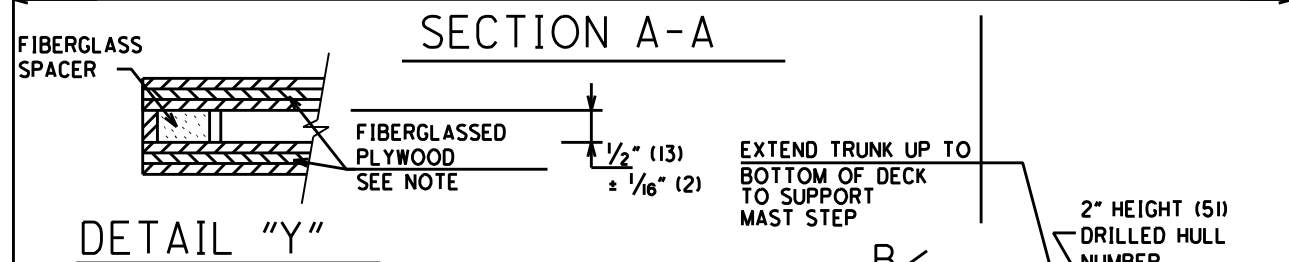 SECTION A-A
FIBERGLASS
SPACER
FIBERGLASSED
PLYWOOD
SEE NOTE
1/2" (13)
± 1/16" (2)
EXTEND TRUNK UP TO
BOTTOM OF DECK
TO SUPPORT
MAST STEP
2" HEIGHT (51)
DRILLED HULL
NUMBER
DETAIL "Y"
B